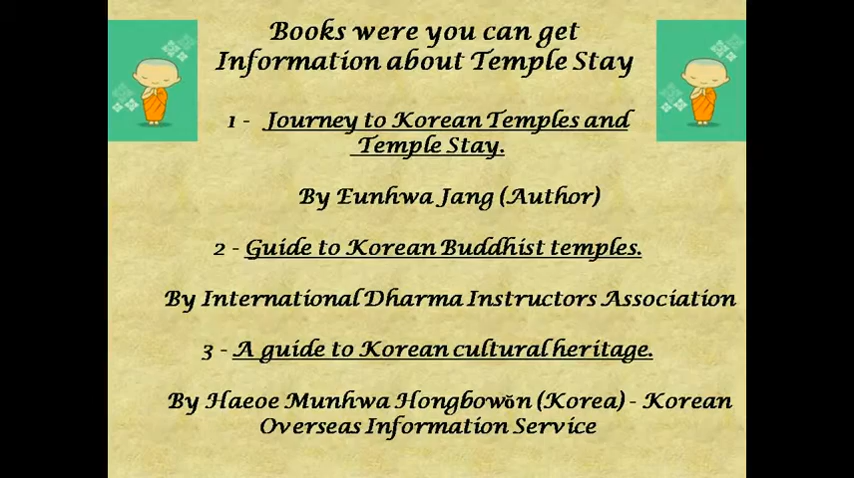 Books were you can get
Information about Temple Stay
1 - Journey to Korean Temples and
Temple Stay.
By Eunhwa Jang (Author)
2 - Guide to Korean Buddhist temples.
By International Dharma Instructors Association
3 - A guide to Korean cultural heritage.
By Haeoe Munhwa Hongbowŏn (Korea) - Korean
Overseas Information Service